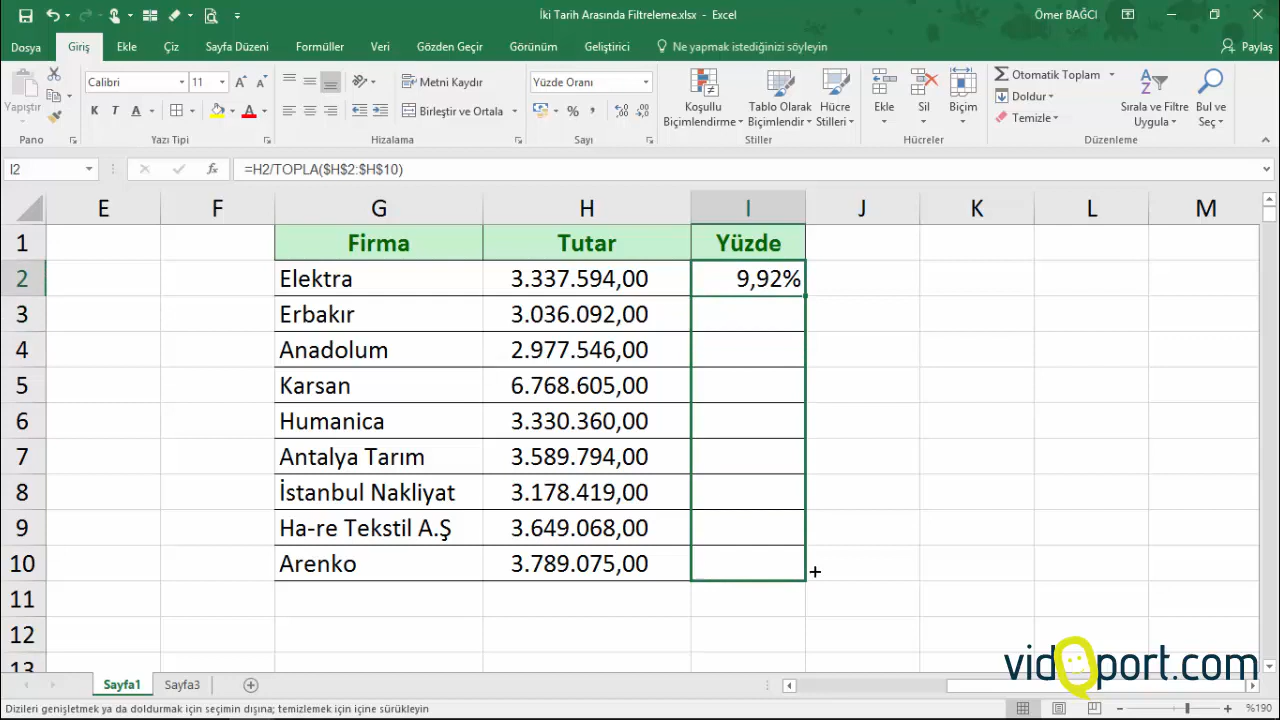 İki Tarih Arasında Filtreleme.xlsx - Excel
Ömer BAĞCI
Dosya Giriş Ekle Çiz Sayfa Düzeni Formüller Veri Gözden Geçir Görünüm Geliştirici Ne yapmak istediğinizi söyleyin Paylaş
Yapıştır
Calibri 11
K T A A
Metni Kaydır
Birleştir ve Ortala
Yüzde Oranı
%
Koşullu Biçimlendirme
Tablo Olarak Biçimlendir
Hücre Stilleri
Ekle Sil Biçim
Otomatik Toplam
Doldur
Temizle
Sırala ve Filtre Uygula
Bul ve Seç
Pano Yazı Tipi Hizalama Sayı Stiller Hücreler Düzenleme
I2 fx =H2/TOPLA($H$2:$H$10)
E F G H I J K L M
1 Firma Tutar Yüzde
2 Elektra 3.337.594,00 9,92%
3 Erbakır 3.036.092,00
4 Anadolum 2.977.546,00
5 Karsan 6.768.605,00
6 Humanica 3.330.360,00
7 Antalya Tarım 3.589.794,00
8 İstanbul Nakliyat 3.178.419,00
9 Ha-re Tekstil A.Ş 3.649.068,00
10 Arenko 3.789.075,00
11
12
13
vidoport.com
Sayfa1 Sayfa3
Dizileri genişletmek ya da doldurmak için seçimin dışına; temizlemek için içine sürükleyin
%190